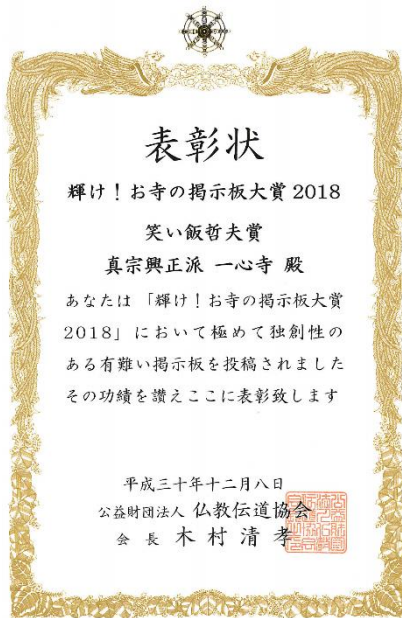 表彰状
輝け！お寺の掲示板大賞2018
笑い飯哲夫賞
真宗興正派 一心寺 殿
あなたは「輝け！お寺の掲示板大賞
2018」において極めて独創性の
ある有難い掲示板を投稿されました
その功績を讃えここに表彰致します
平成三十年十二月八日
公益財団法人 仏教伝道協会
会長 木村清孝